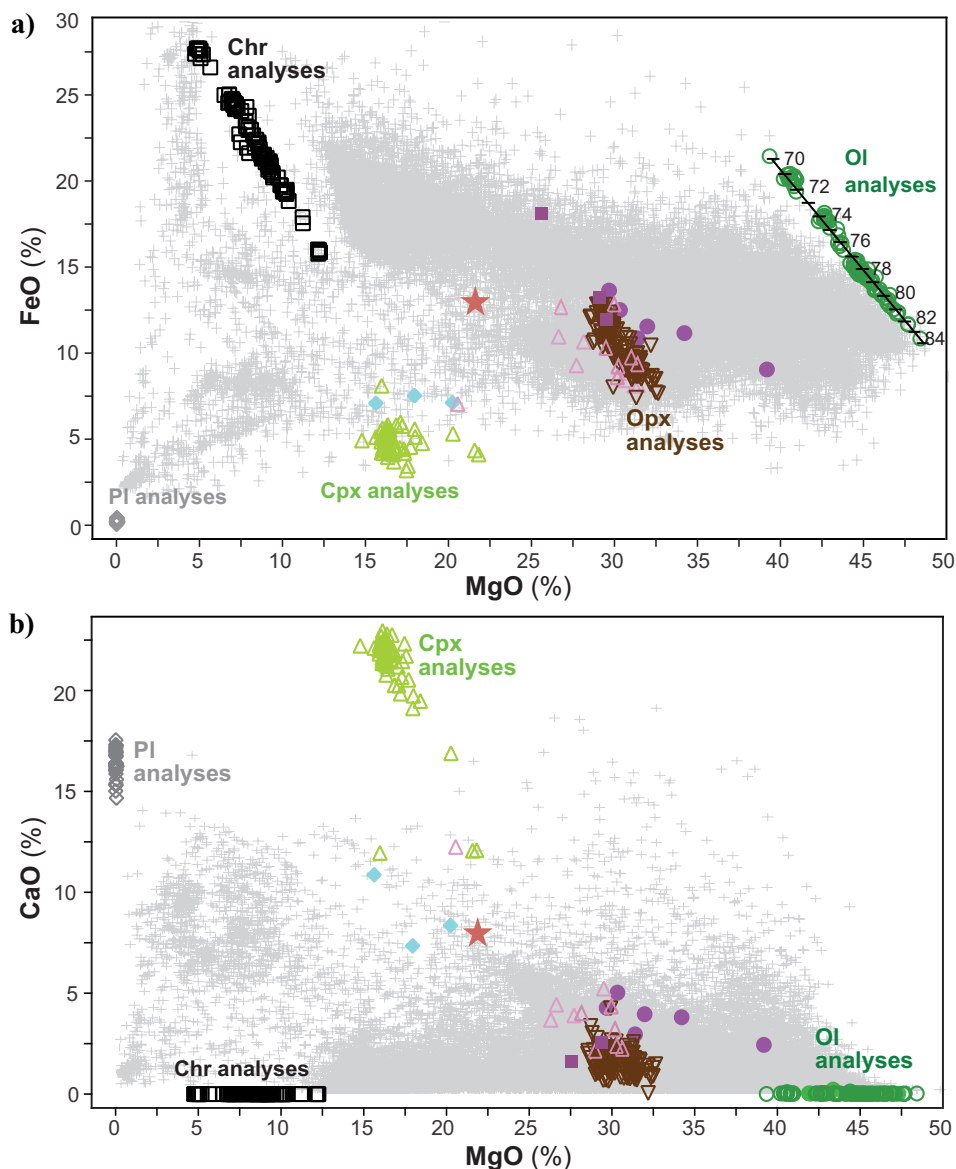 a)
30
25
20
15
10
5
0
FeO (%)
Chr
analyses
Ol
analyses
70
72
74
76
78
80
82
84
Opx
analyses
Cpx analyses
Pl analyses
0
5
10
15
20
25
30
35
40
45
50
MgO (%)
b)
20
15
10
5
0
CaO (%)
Cpx
analyses
Pl
analyses
Chr analyses
Ol
analyses
0
5
10
15
20
25
30
35
40
45
50
MgO (%)